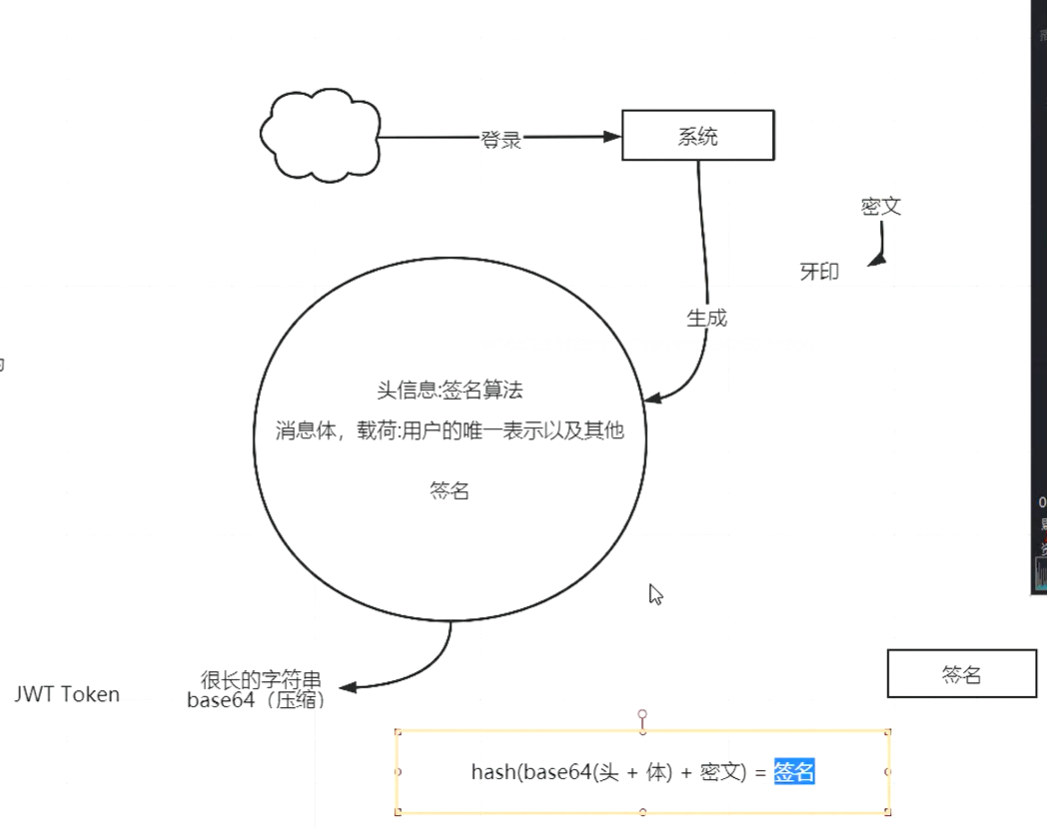 登录
系统
密文
牙印
生成
头信息:签名算法
消息体，载荷:用户的唯一表示以及其他
签名
很长的字符串
JWT Token
base64（压缩）
签名
hash(base64(头 + 体) + 密文) = 签名